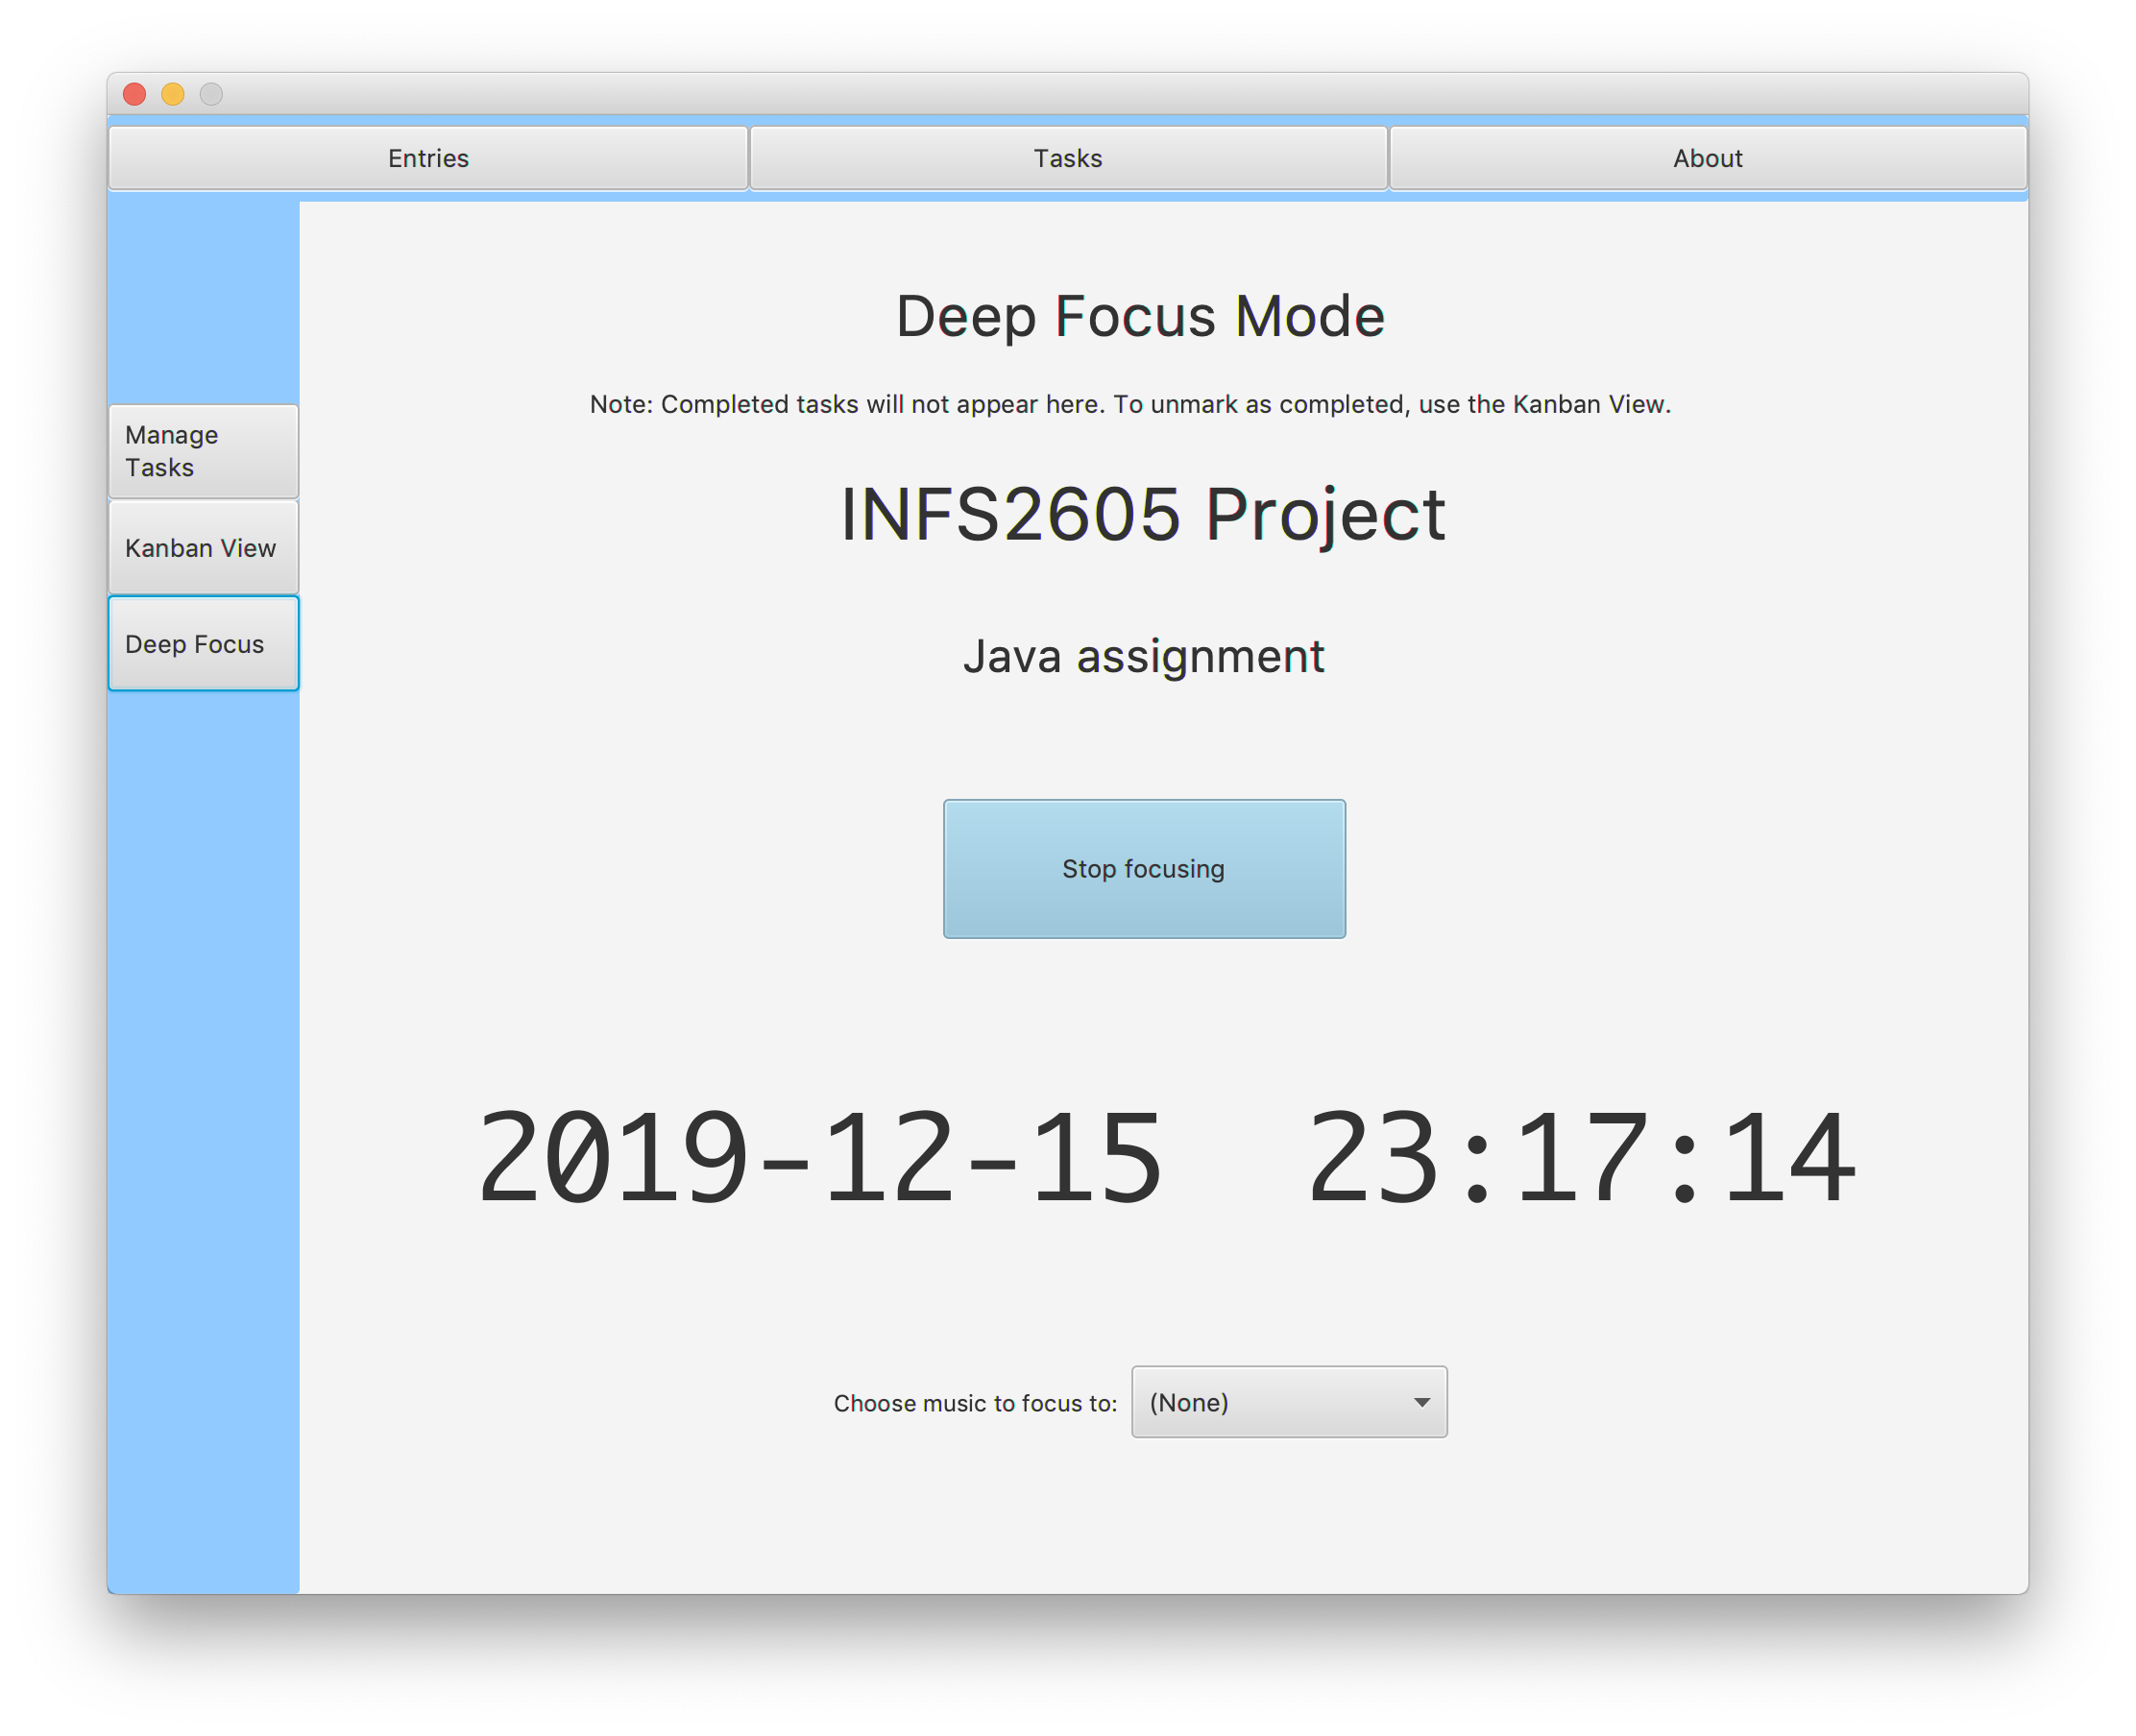 Entries
Tasks
About
Manage
Tasks
Kanban View
Deep Focus
Deep Focus Mode
Note: Completed tasks will not appear here. To unmark as completed, use the Kanban View.
INFS2605 Project
Java assignment
Stop focusing
2019-12-15  23:17:14
Choose music to focus to: (None)